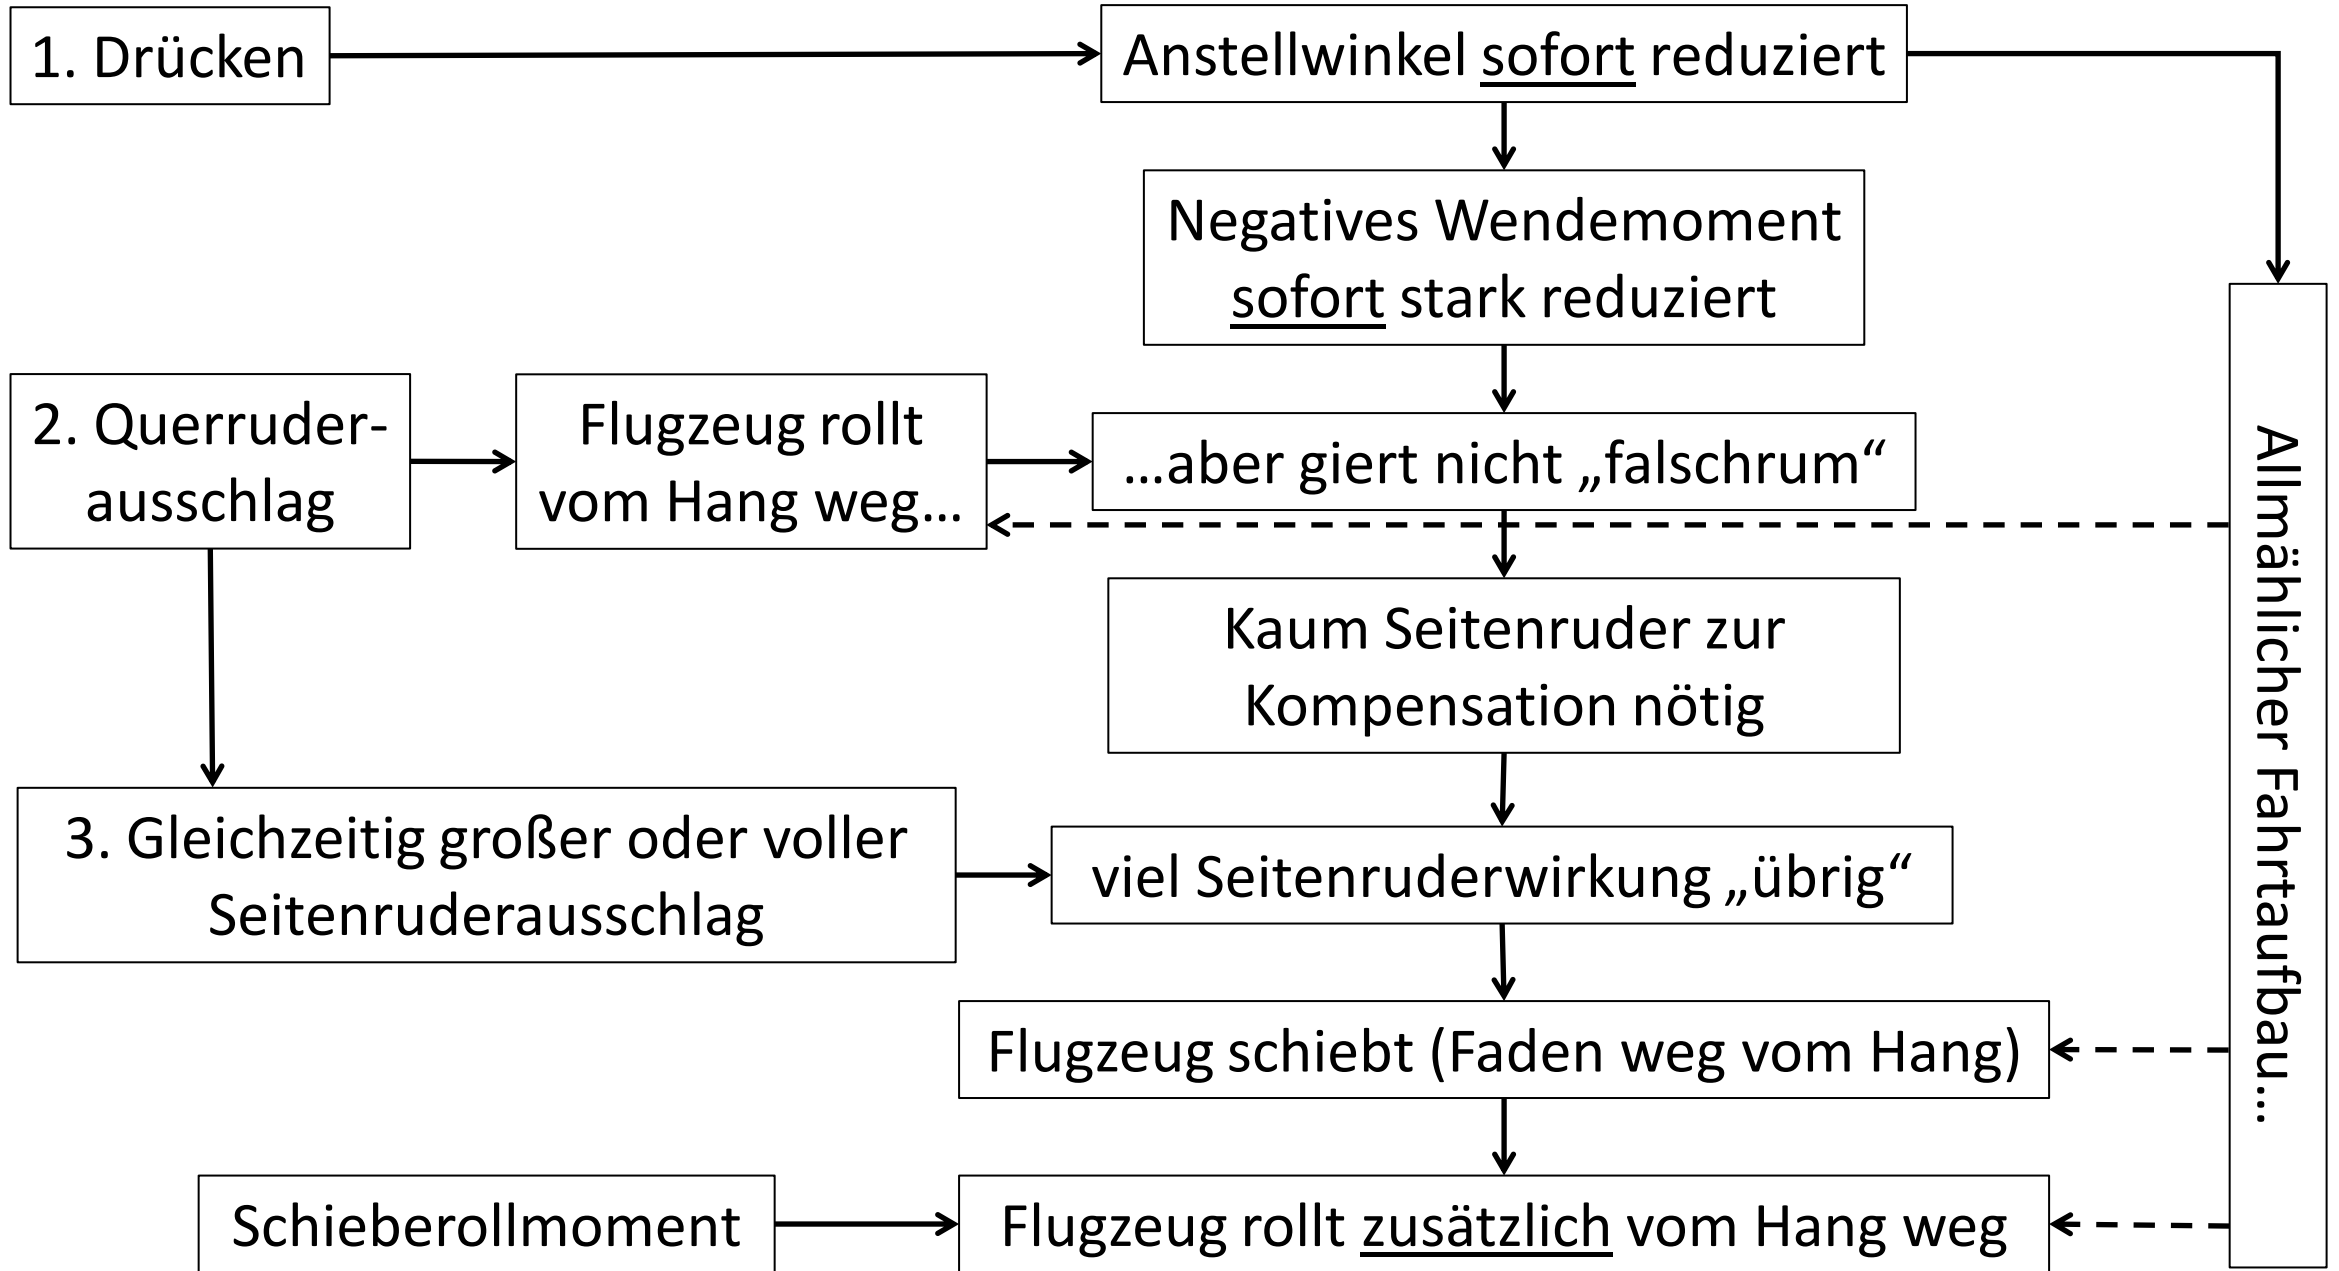 1. Drücken
Anstellwinkel sofort reduziert
Negatives Wendemoment
sofort stark reduziert
2. Querruder-
ausschlag
Flugzeug rollt
vom Hang weg…
…aber giert nicht „falschrum“
Kaum Seitenruder zur
Kompensation nötig
3. Gleichzeitig großer oder voller
Seitenruderausschlag
viel Seitenruderwirkung „übrig“
Flugzeug schiebt (Faden weg vom Hang)
Schieberollmoment
Flugzeug rollt zusätzlich vom Hang weg
Allmählicher Fahrtaufbau…